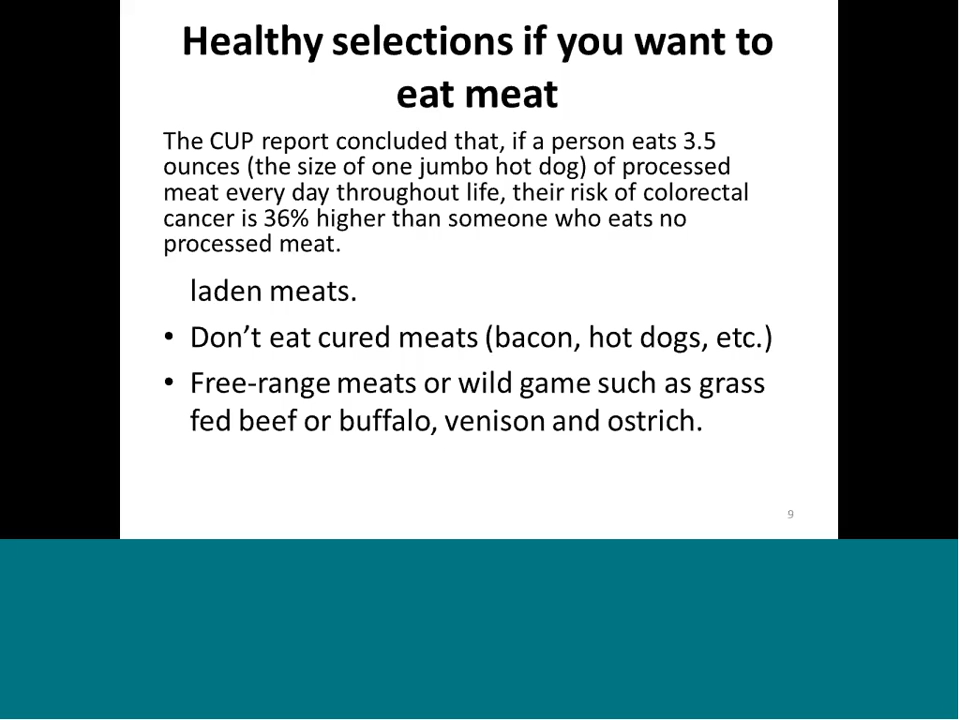 Healthy selections if you want to
eat meat
The CUP report concluded that, if a person eats 3.5
ounces (the size of one jumbo hot dog) of processed
meat every day throughout life, their risk of colorectal
cancer is 36% higher than someone who eats no
processed meat.
laden meats.
• Don’t eat cured meats (bacon, hot dogs, etc.)
• Free-range meats or wild game such as grass
fed beef or buffalo, venison and ostrich.
9